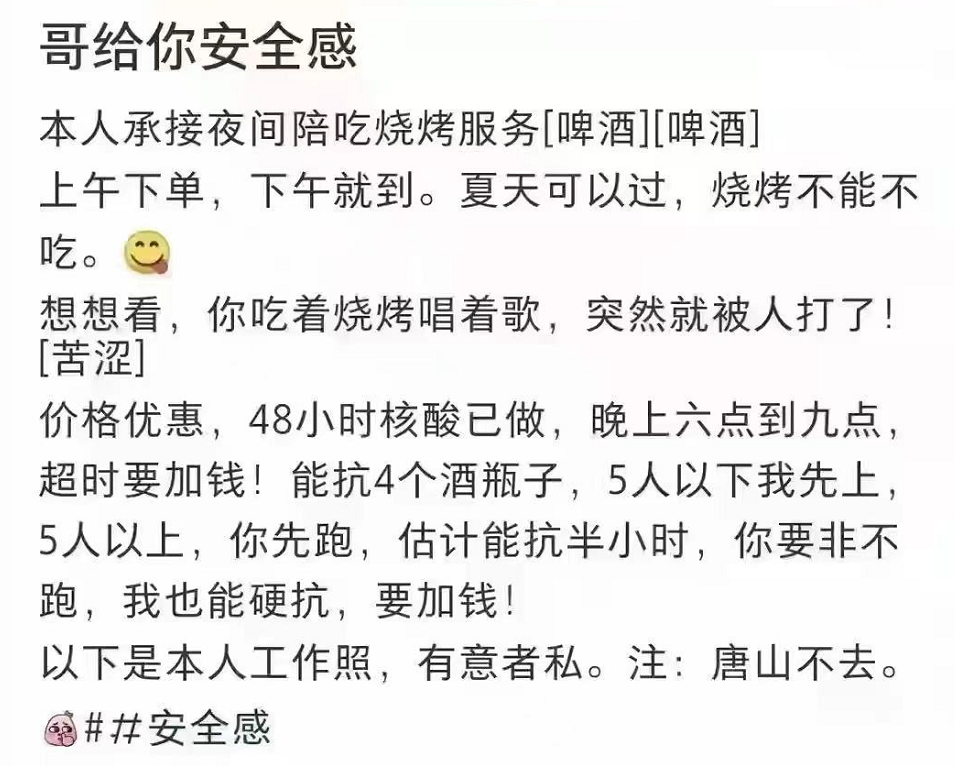 哥给你安全感
本人承接夜间陪吃烧烤服务[啤酒][啤酒]
上午下单，下午就到。夏天可以过，烧烤不能不
吃。😋
想想看，你吃着烧烤唱着歌，突然就被人打了！
[苦涩]
价格优惠，48小时核酸已做，晚上六点到九点，
超时要加钱！能抗4个酒瓶子，5人以下我先上，
5人以上，你先跑，估计能抗半小时，你要非不
跑，我也能硬抗，要加钱！
以下是本人工作照，有意者私。注：唐山不去。
##安全感